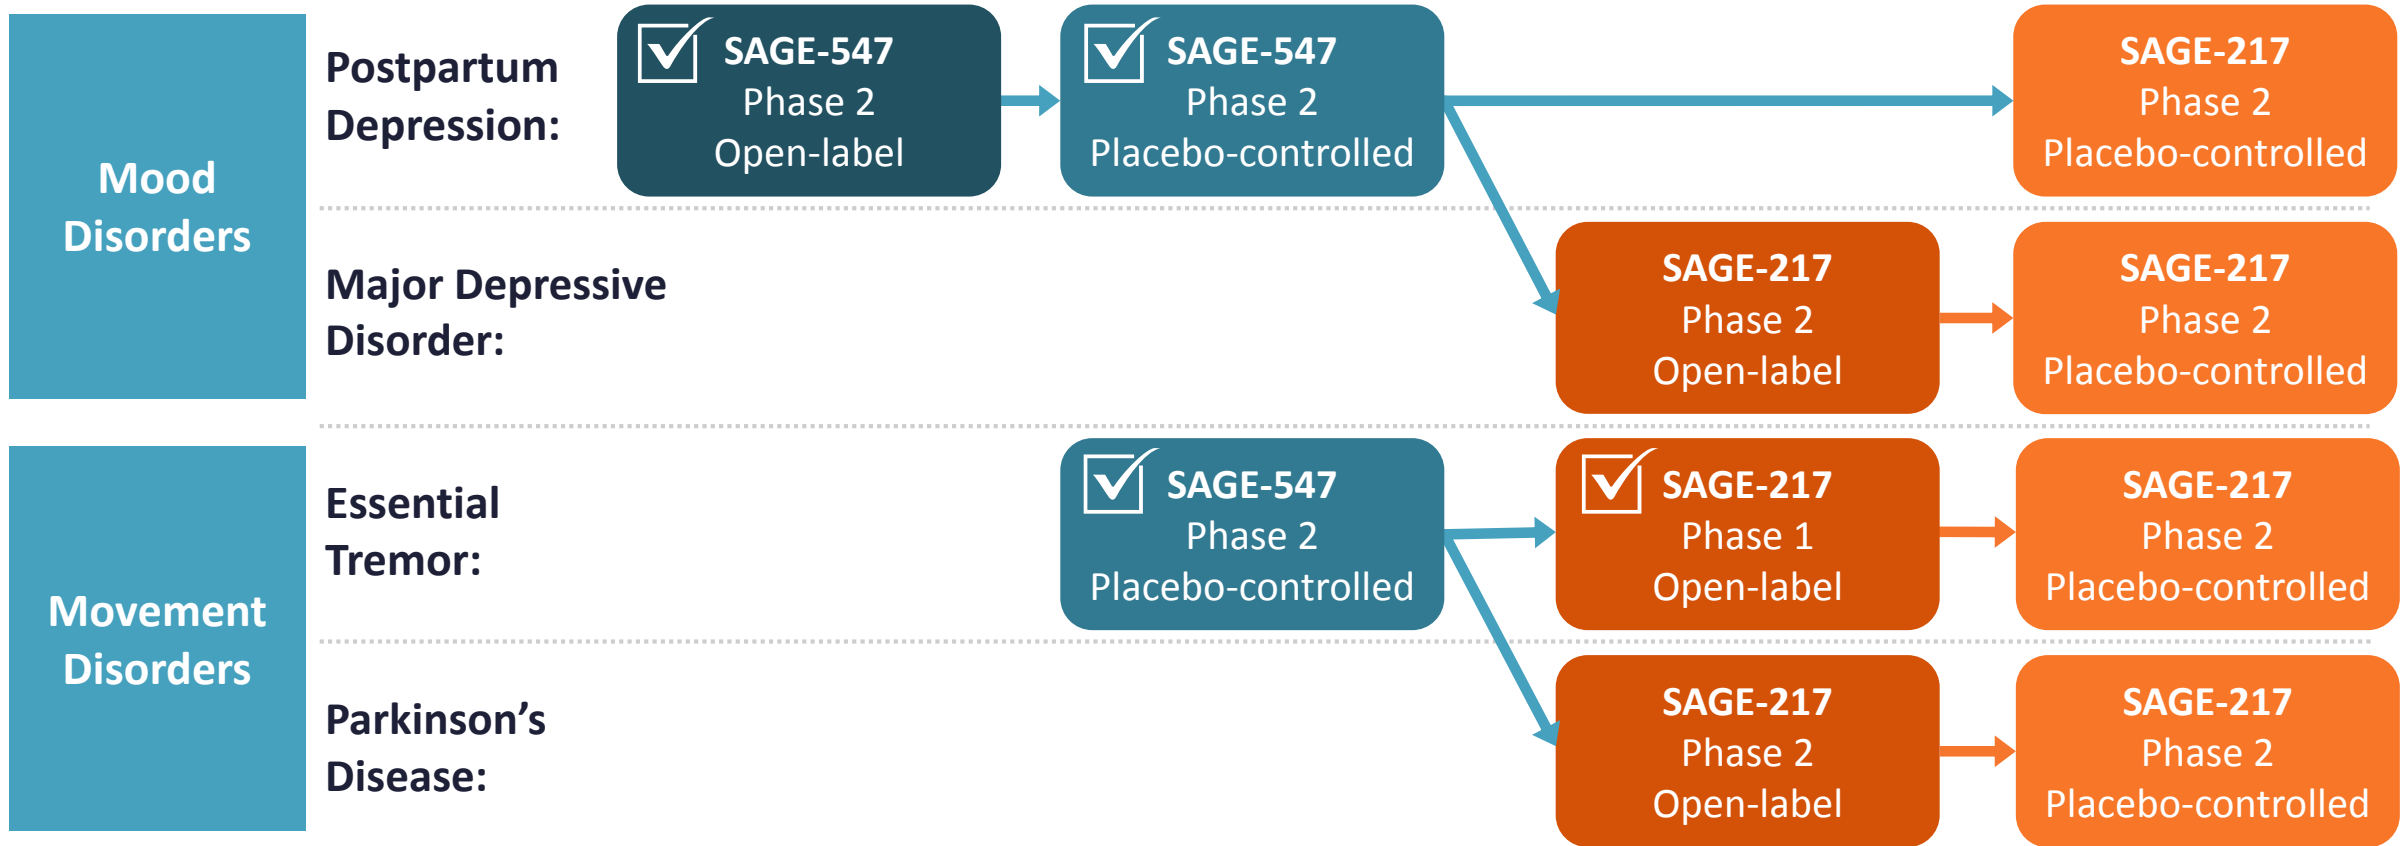 Mood
Disorders
Postpartum
Depression:
SAGE-547
Phase 2
Open-label
SAGE-547
Phase 2
Placebo-controlled
SAGE-217
Phase 2
Placebo-controlled
Major Depressive
Disorder:
SAGE-217
Phase 2
Open-label
SAGE-217
Phase 2
Placebo-controlled
Movement
Disorders
Essential
Tremor:
SAGE-547
Phase 2
Placebo-controlled
SAGE-217
Phase 1
Open-label
SAGE-217
Phase 2
Placebo-controlled
Parkinson’s
Disease:
SAGE-217
Phase 2
Open-label
SAGE-217
Phase 2
Placebo-controlled